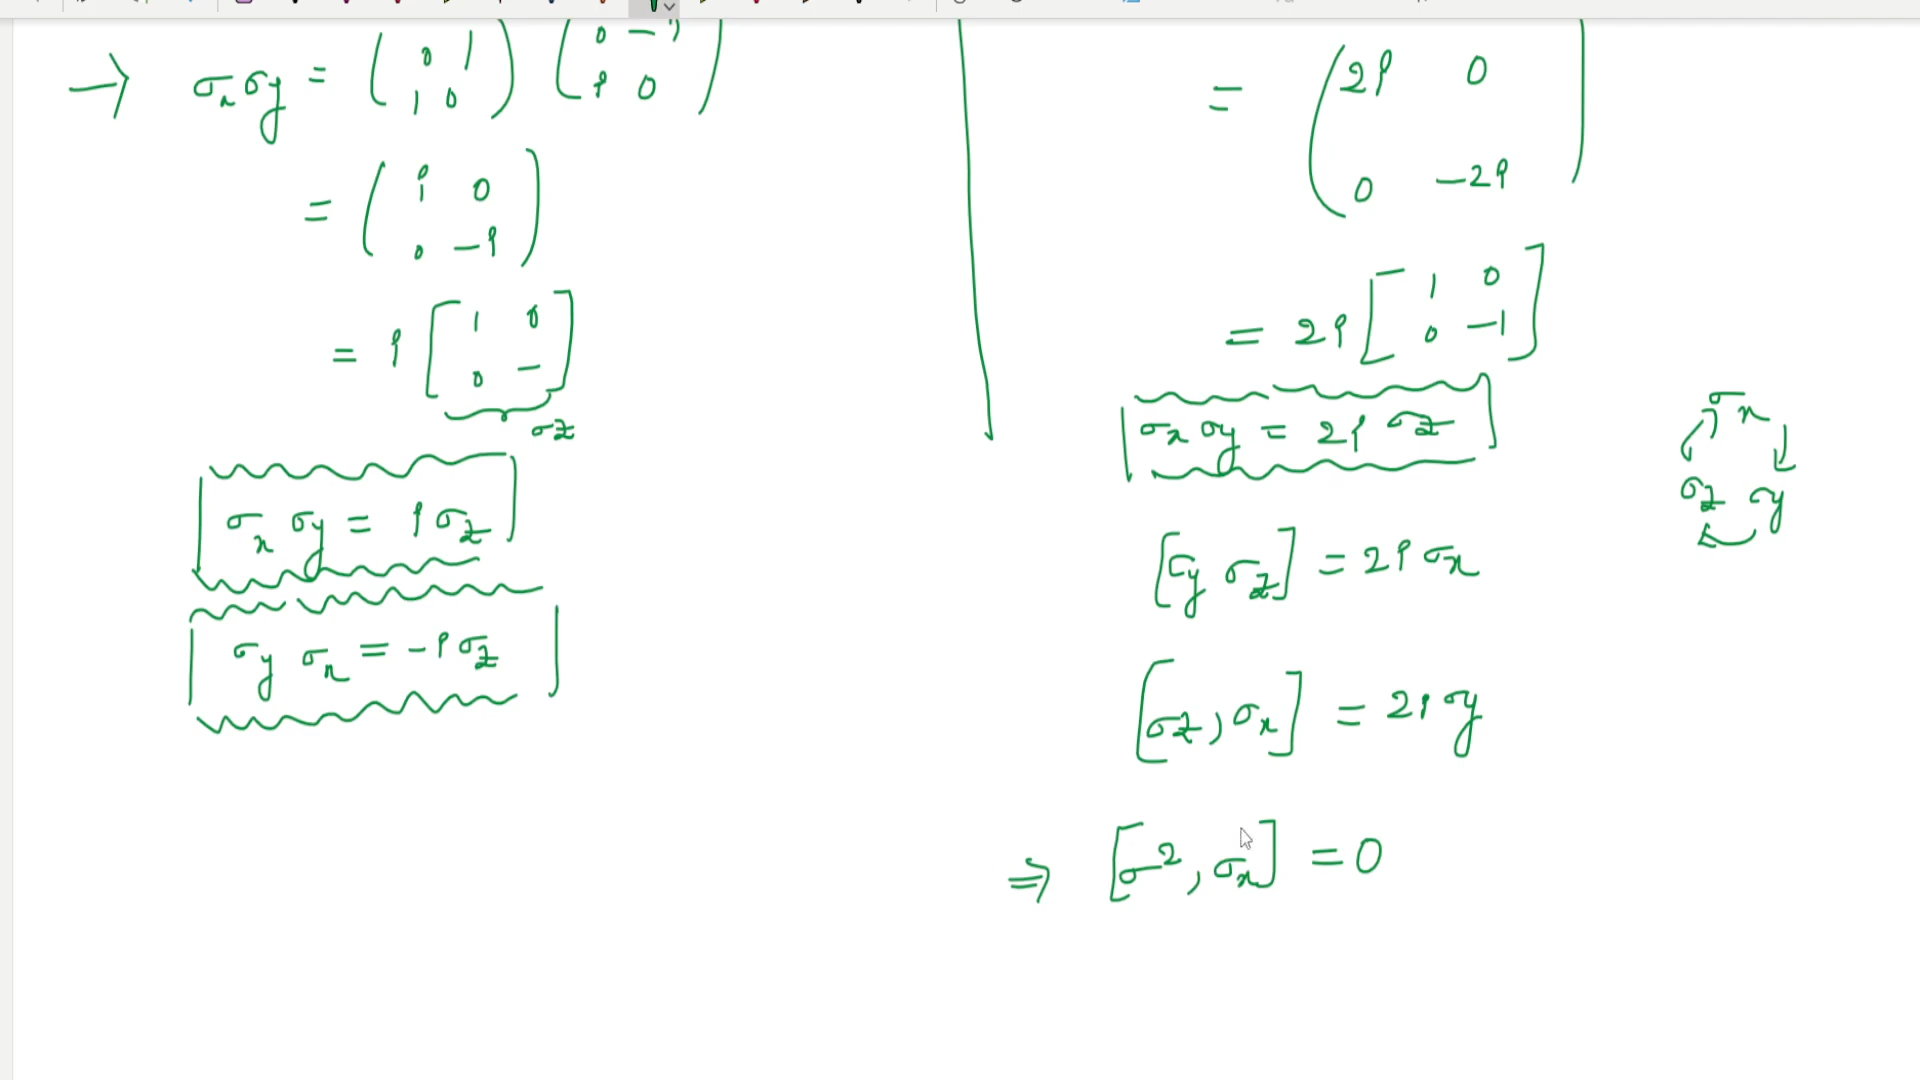 → σx σy = ( 0 1 ) ( 0 -i )
( 1 0 ) ( i 0 )
= ( i 0 )
( 0 -i )
= i [ 1 0 ]
[ 0 - ]
σz
σx σy = i σz
σy σx = -i σz
= ( 2i 0 )
( 0 -2i )
= 2i [ 1 0 ]
[ 0 -1 ]
σx σy = 2i σz
[σy σz] = 2i σx
[σz, σx] = 2i σy
⇒ [σ², σx] = 0
σx
σz σy